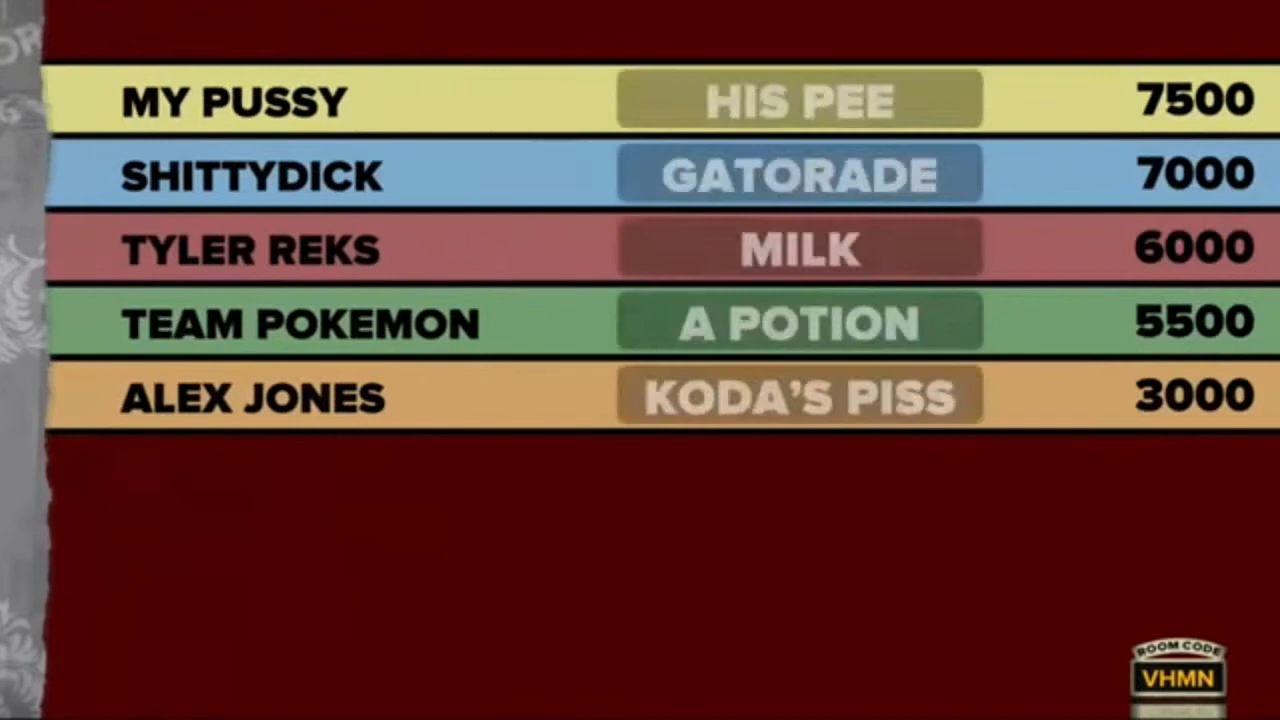 MY PUSSY HIS PEE 7500
SHITTYDICK GATORADE 7000
TYLER REKS MILK 6000
TEAM POKEMON A POTION 5500
ALEX JONES KODA'S PISS 3000
ROOM CODE
VHMN